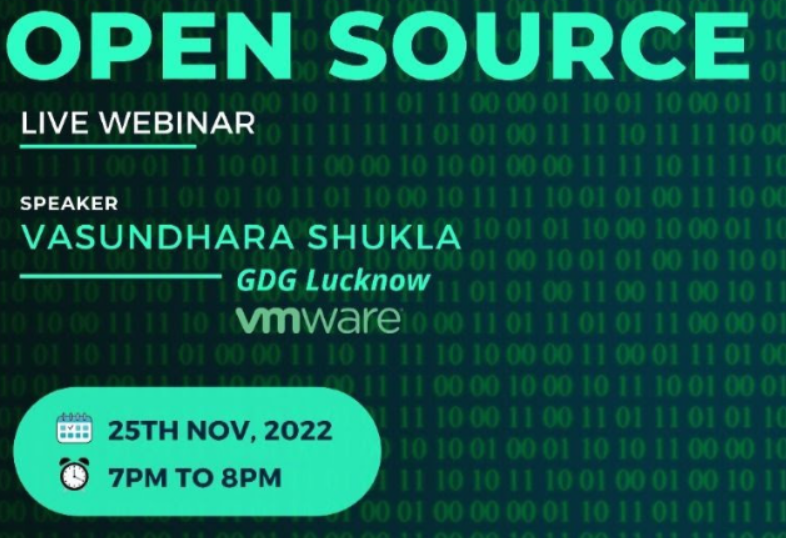 OPEN SOURCE
LIVE WEBINAR
SPEAKER
VASUNDHARA SHUKLA
GDG Lucknow
vmware
25TH NOV, 2022
7PM TO 8PM